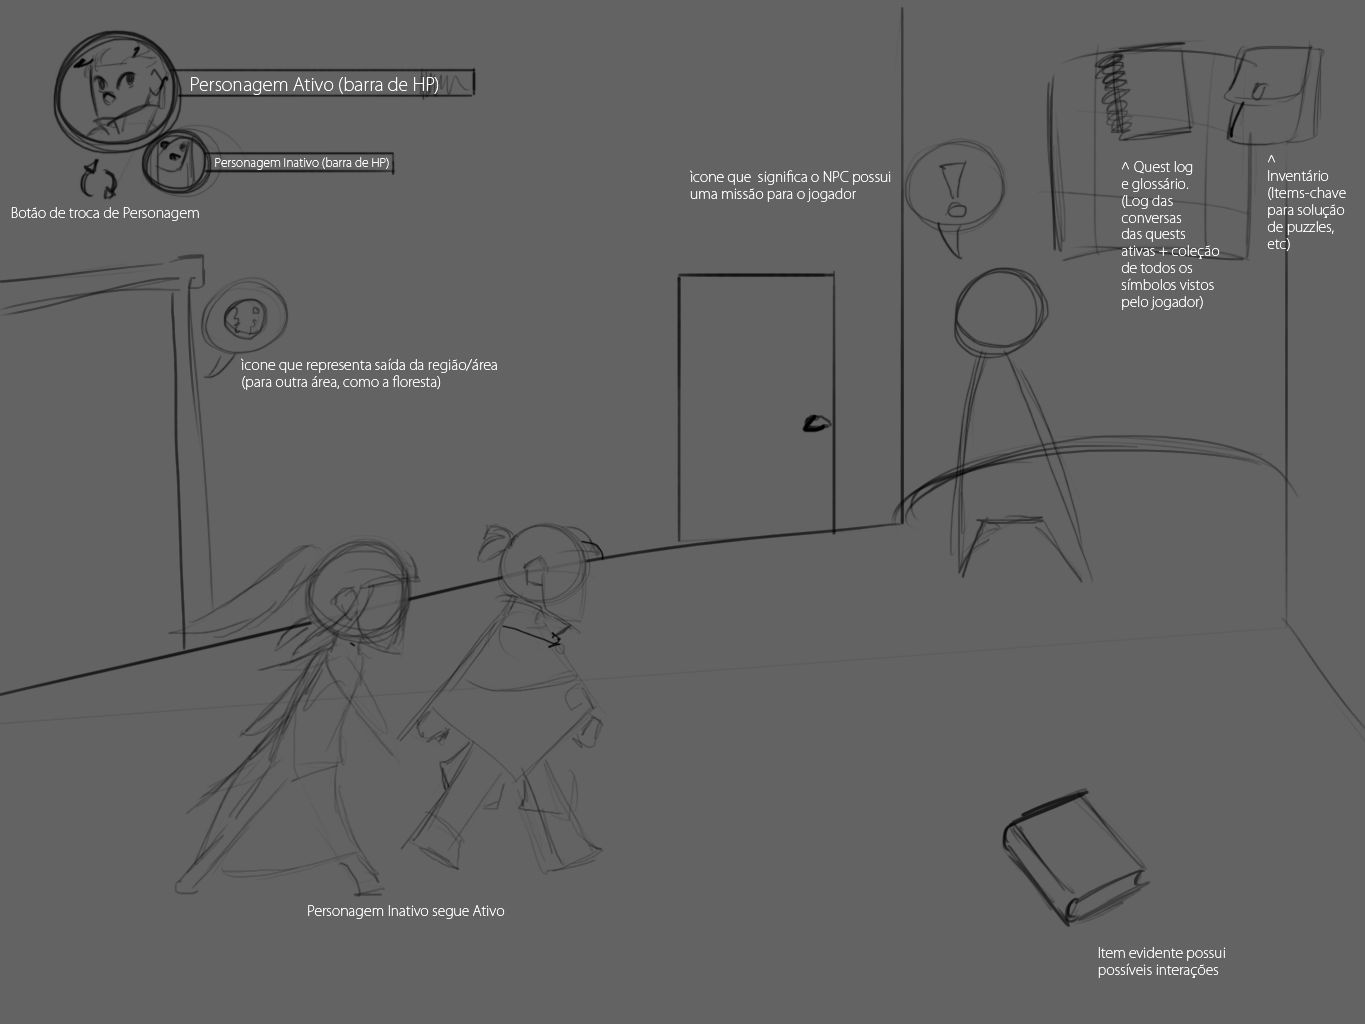 Personagem Ativo (barra de HP)
Personagem Inativo (barra de HP)
Botão de troca de Personagem
ìcone que  significa o NPC possui
uma missão para o jogador
!
^ Quest log
e glossário.
(Log das
conversas
das quests
ativas + coleção
de todos os
símbolos vistos
pelo jogador)
^
Inventário
(Items-chave
para solução
de puzzles,
etc)
ìcone que representa saída da região/área
(para outra área, como a floresta)
Personagem Inativo segue Ativo
Item evidente possui
possíveis interações